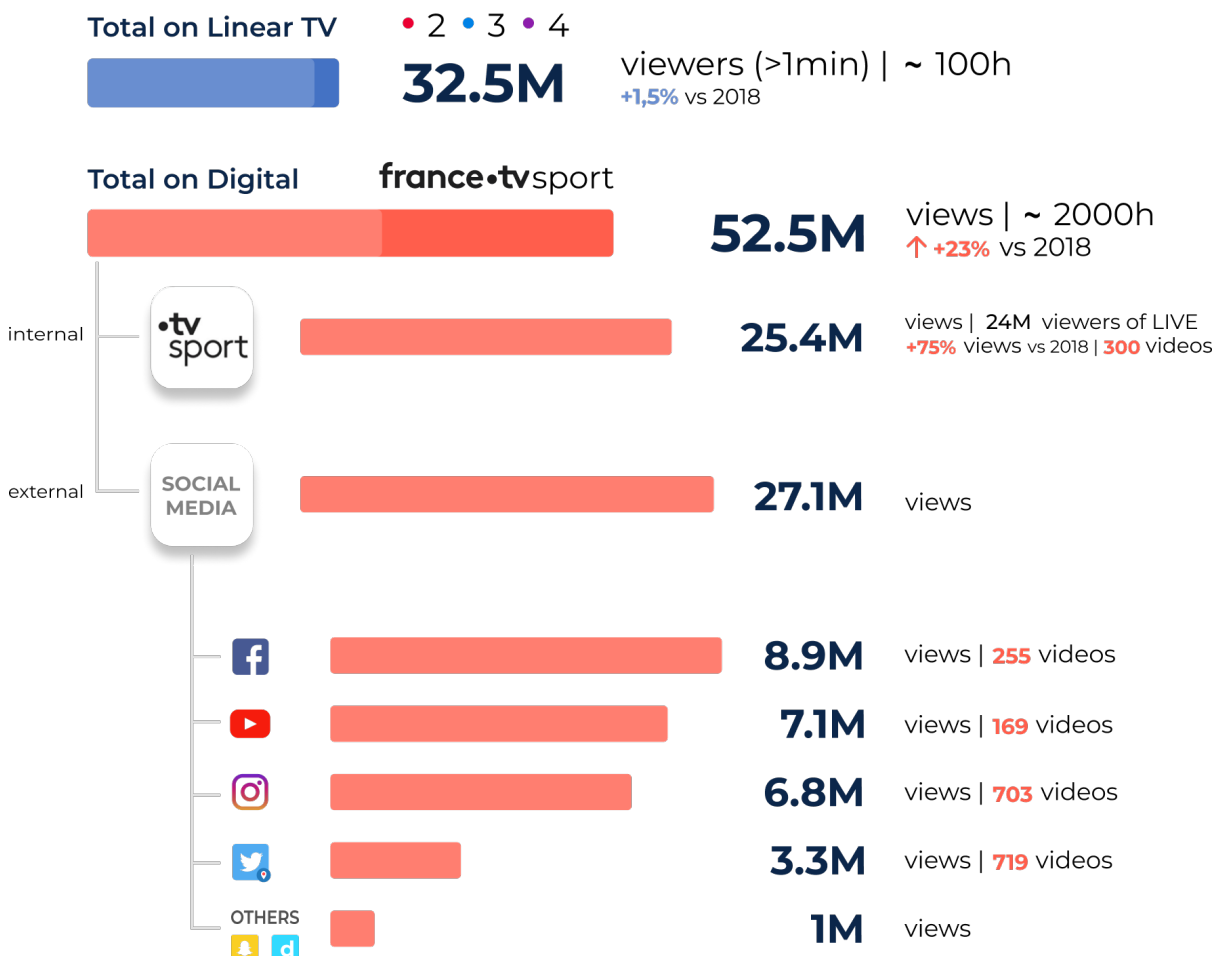 Total on Linear TV
• 2 • 3 • 4
32.5M
viewers (>1min) | ~ 100h
+1,5% vs 2018
Total on Digital
france•tvsport
52.5M
views | ~ 2000h
↑ +23% vs 2018
internal
•tv
sport
25.4M
views | 24M viewers of LIVE
+75% views vs 2018 | 300 videos
external
SOCIAL
MEDIA
27.1M
views
f
8.9M
views | 255 videos
7.1M
views | 169 videos
6.8M
views | 703 videos
3.3M
views | 719 videos
OTHERS
d
1M
views